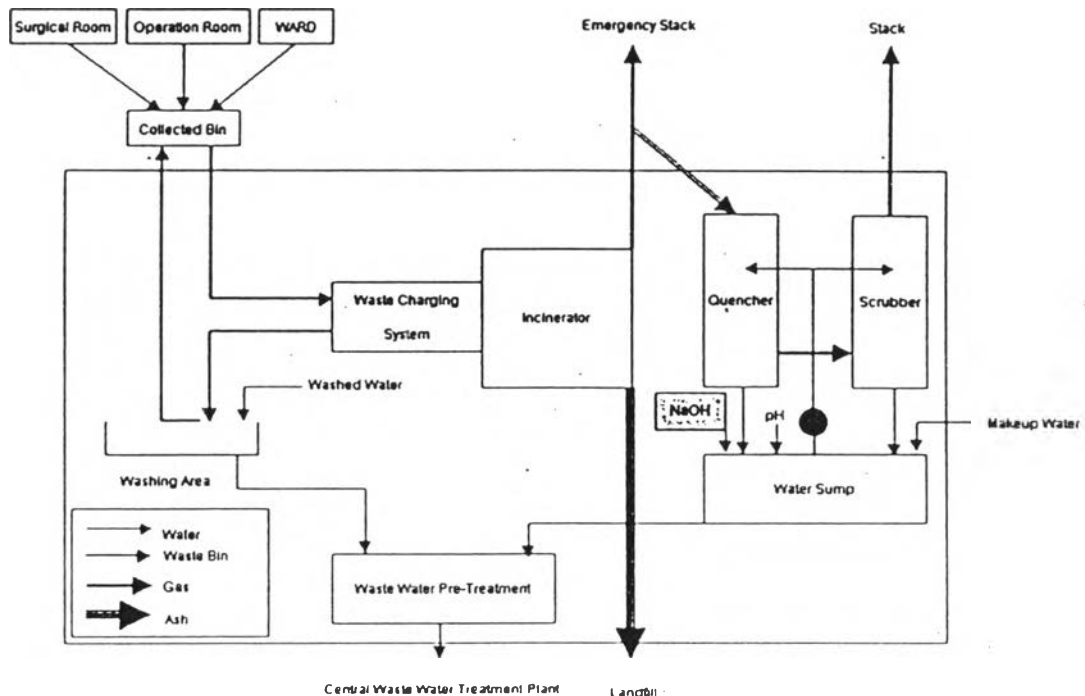 Surgical Room
Operation Room
WARD
Emergency Stack
Stack
Collected Bin
Waste Charging
System
Incinerator
Quencher
Scrubber
Washed Water
NaOH
pH
Makeup Water
Washing Area
Water Sump
Water
Waste Bin
Gas
Ash
Waste Water Pre-Treatment
Central Waste Water Treatment Plant
Landfill